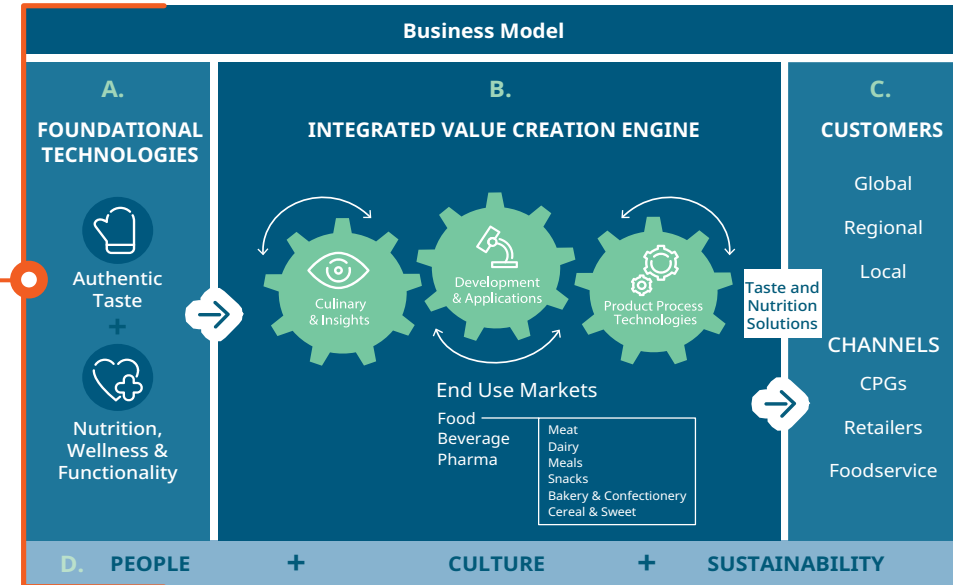 Business Model
A.
FOUNDATIONAL
TECHNOLOGIES
Authentic
Taste
+
Nutrition,
Wellness &
Functionality
B.
INTEGRATED VALUE CREATION ENGINE
Culinary
& Insights
Development
& Applications
Product Process
Technologies
End Use Markets
Food
Beverage
Pharma
Meat
Dairy
Meals
Snacks
Bakery & Confectionery
Cereal & Sweet
Taste and
Nutrition
Solutions
C.
CUSTOMERS
Global
Regional
Local
CHANNELS
CPGs
Retailers
Foodservice
D. PEOPLE + CULTURE + SUSTAINABILITY